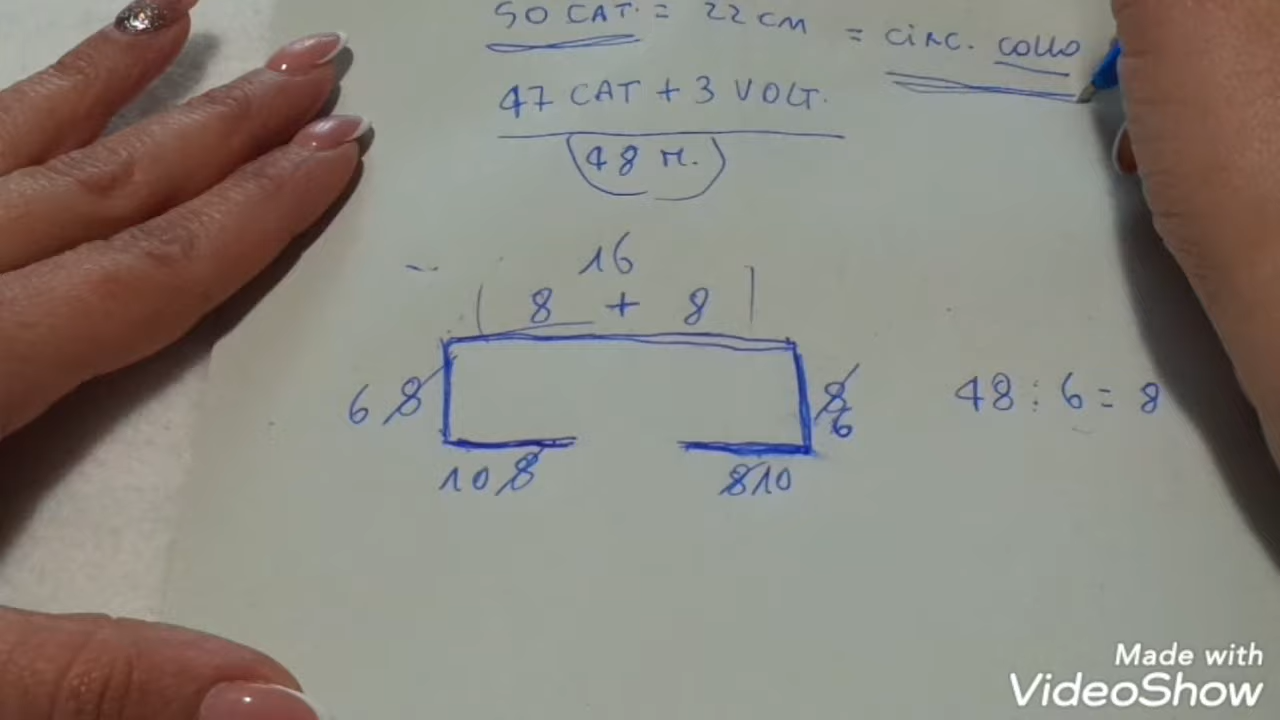 50 CAT. = 22 CM = CIRC. COLLO
47 CAT + 3 VOLT.
48 M.
16
8 + 8
6 8
8
6
48 : 6 = 8
10 8
8 10
Made with
VideoShow